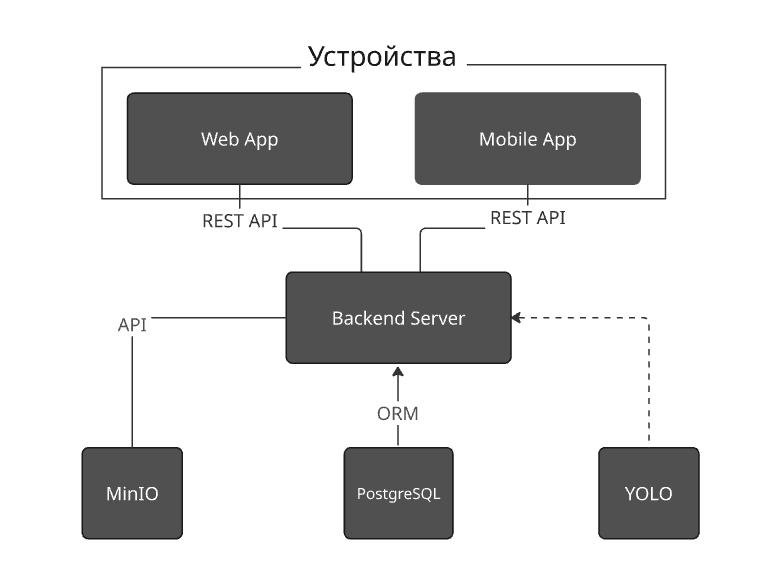 Устройства
Web App
Mobile App
REST API
REST API
Backend Server
API
ORM
MinIO
PostgreSQL
YOLO